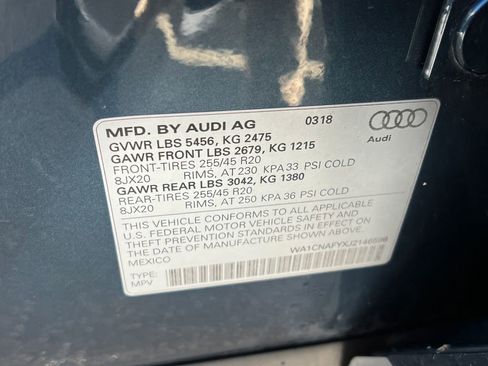 MFD. BY AUDI AG 0318
GVWR LBS 5456, KG 2475
GAWR FRONT LBS 2679, KG 1215
FRONT-TIRES 255/45 R20
8JX20 RIMS, AT 230 KPA 33 PSI COLD
GAWR REAR LBS 3042, KG 1380
REAR-TIRES 255/45 R20
8JX20 RIMS, AT 250 KPA 36 PSI COLD
Audi
THIS VEHICLE CONFORMS TO ALL APPLICABLE
U.S. FEDERAL MOTOR VEHICLE SAFETY AND
THEFT PREVENTION STANDARDS IN EFFECT ON
THE DATE OF MANUFACTURE SHOWN ABOVE.
MEXICO
WA1CNAFYXJ2146598
TYPE:
MPV